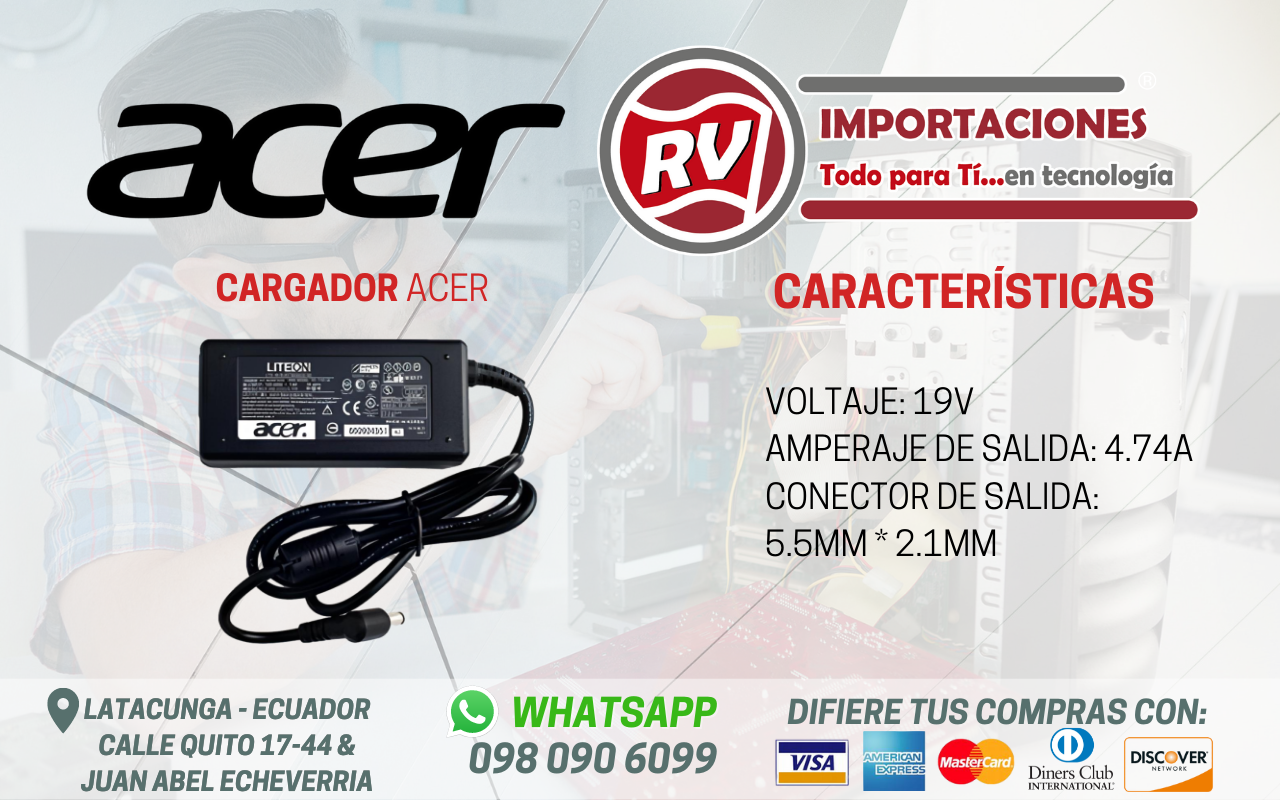 acer
RV
®
IMPORTACIONES
Todo para Tí...en tecnología
CARGADOR ACER
CARACTERÍSTICAS
LITEON
acer.
VOLTAJE: 19V
AMPERAJE DE SALIDA: 4.74A
CONECTOR DE SALIDA:
5.5MM * 2.1MM
LATACUNGA - ECUADOR
CALLE QUITO 17-44 &
JUAN ABEL ECHEVERRIA
WHATSAPP
098 090 6099
DIFIERE TUS COMPRAS CON:
VISA
AMERICAN
EXPRESS
MasterCard
Diners Club
INTERNATIONAL®
DISCOVER®
NETWORK